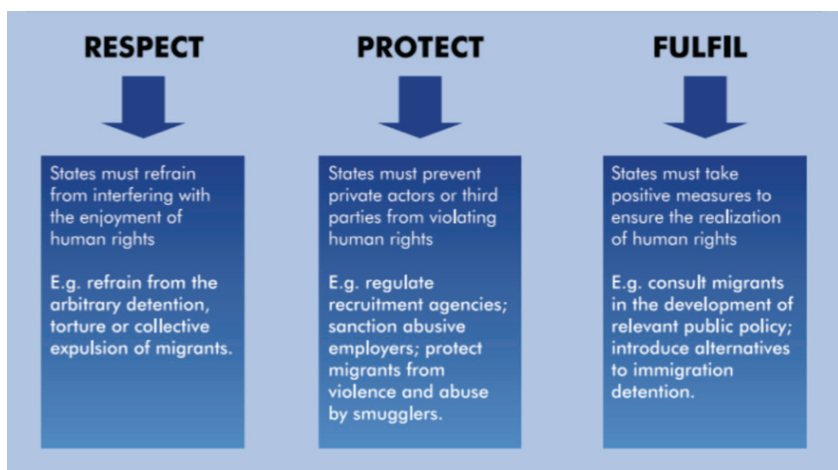 RESPECT
States must refrain
from interfering with
the enjoyment of
human rights
E.g. refrain from the
arbitrary detention,
torture or collective
expulsion of migrants.
PROTECT
States must prevent
private actors or third
parties from violating
human rights
E.g. regulate
recruitment agencies;
sanction abusive
employers; protect
migrants from
violence and abuse
by smugglers.
FULFIL
States must take
positive measures to
ensure the realization
of human rights
E.g. consult migrants
in the development of
relevant public policy;
introduce alternatives
to immigration
detention.